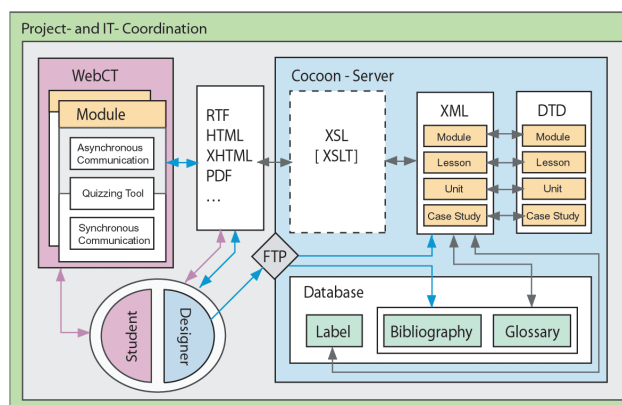 Project- and IT- Coordination
WebCT
Module
Asynchronous
Communication
Quizzing Tool
Synchronous
Communication
RTF
HTML
XHTML
PDF
...
Cocoon - Server
XSL
[ XSLT]
XML
Module
Lesson
Unit
Case Study
DTD
Module
Lesson
Unit
Case Study
FTP
Student
Designer
Database
Label
Bibliography
Glossary